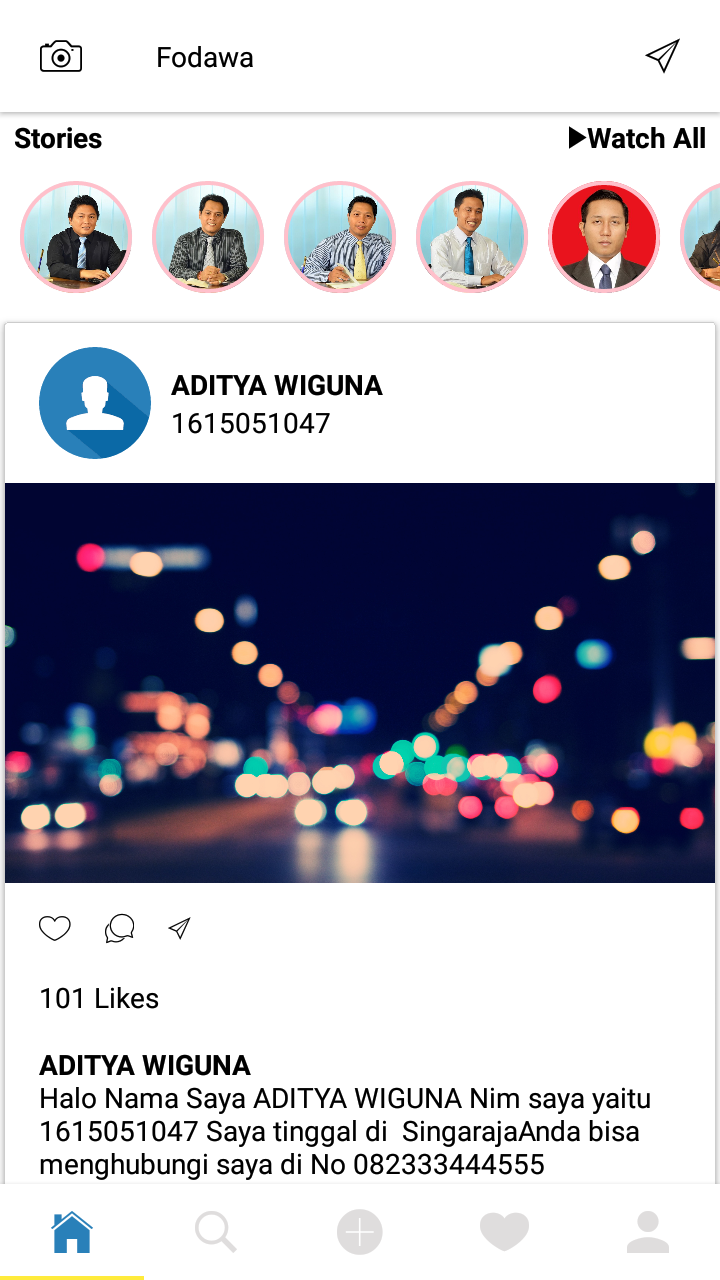 Fodawa
Stories
Watch All
ADITYA WIGUNA
1615051047
101 Likes
ADITYA WIGUNA
Halo Nama Saya ADITYA WIGUNA Nim saya yaitu
1615051047 Saya tinggal di  SingarajaAnda bisa
menghubungi saya di No 082333444555